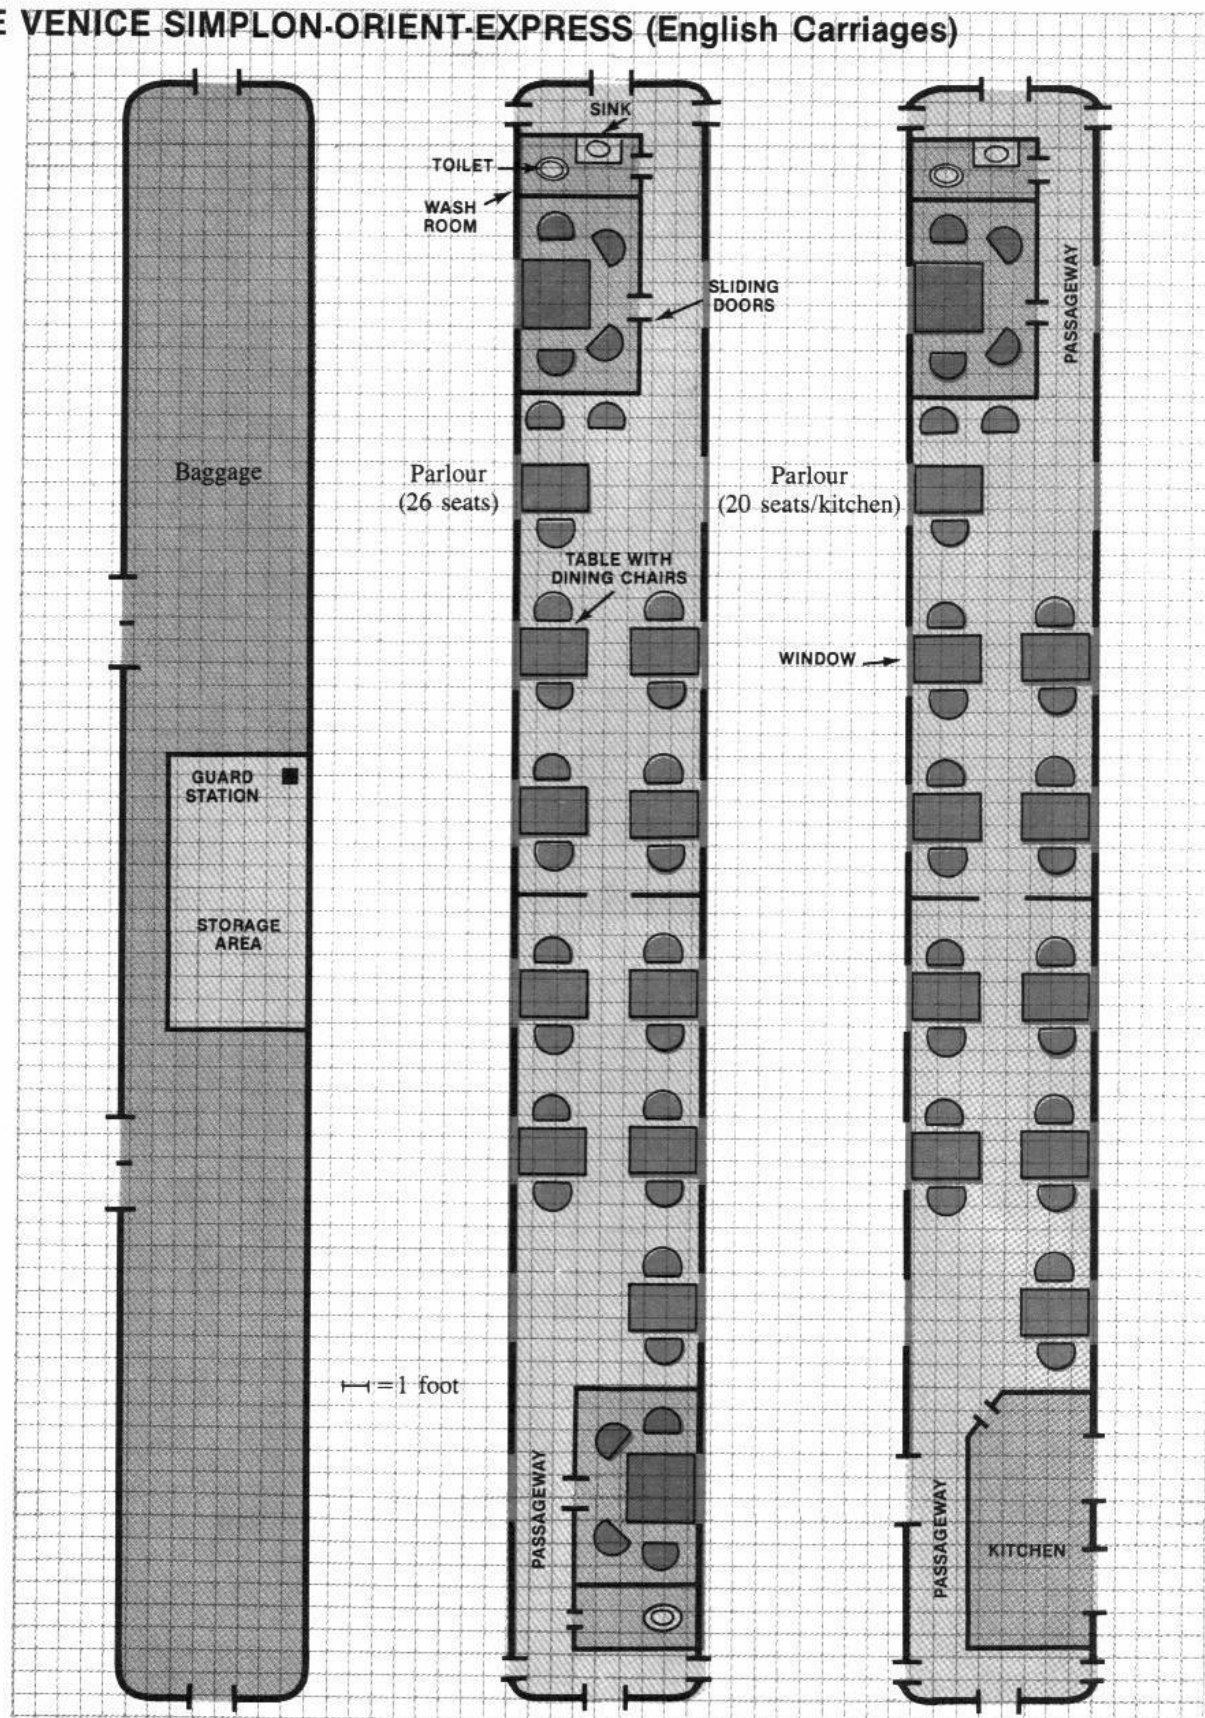 E VENICE SIMPLON-ORIENT-EXPRESS (English Carriages)
SINK
TOILET
WASH
ROOM
SLIDING
DOORS
PASSAGEWAY
Baggage
Parlour
(26 seats)
Parlour
(20 seats/kitchen)
TABLE WITH
DINING CHAIRS
WINDOW
GUARD
STATION
STORAGE
AREA
= 1 foot
PASSAGEWAY
PASSAGEWAY
KITCHEN